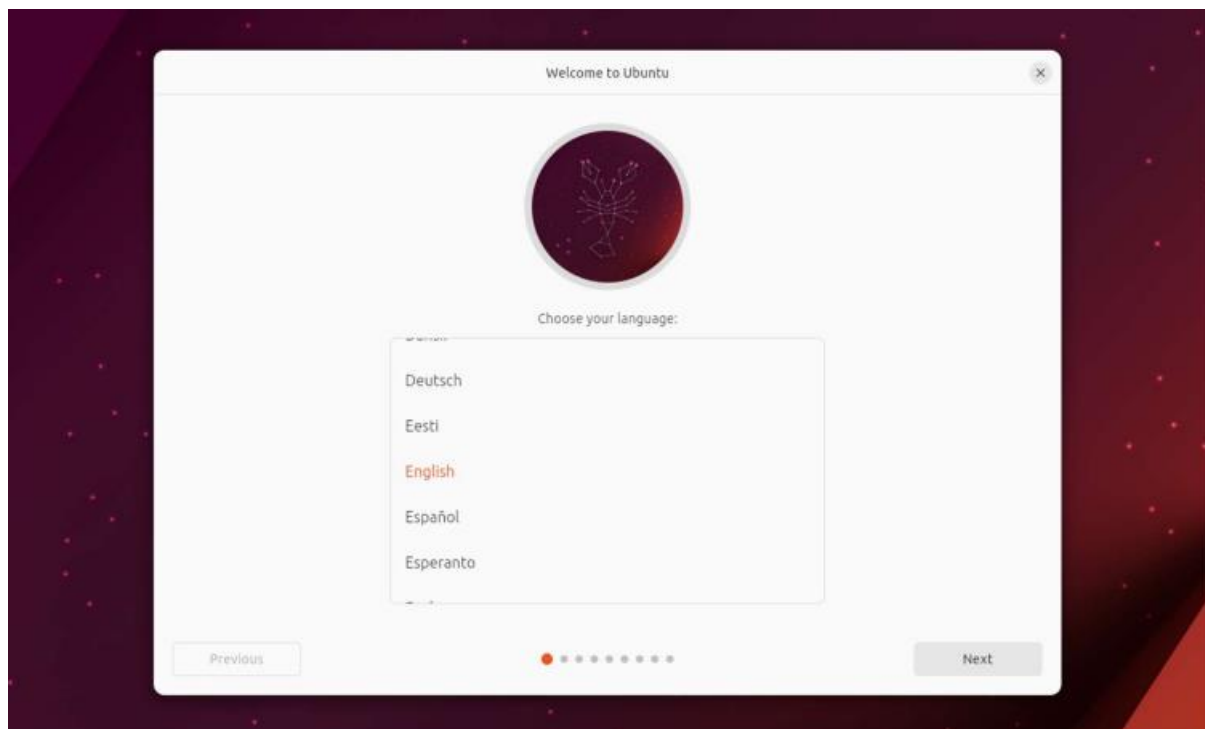 Welcome to Ubuntu
Choose your language:
Deutsch
Eesti
English
Español
Esperanto
Previous
Next